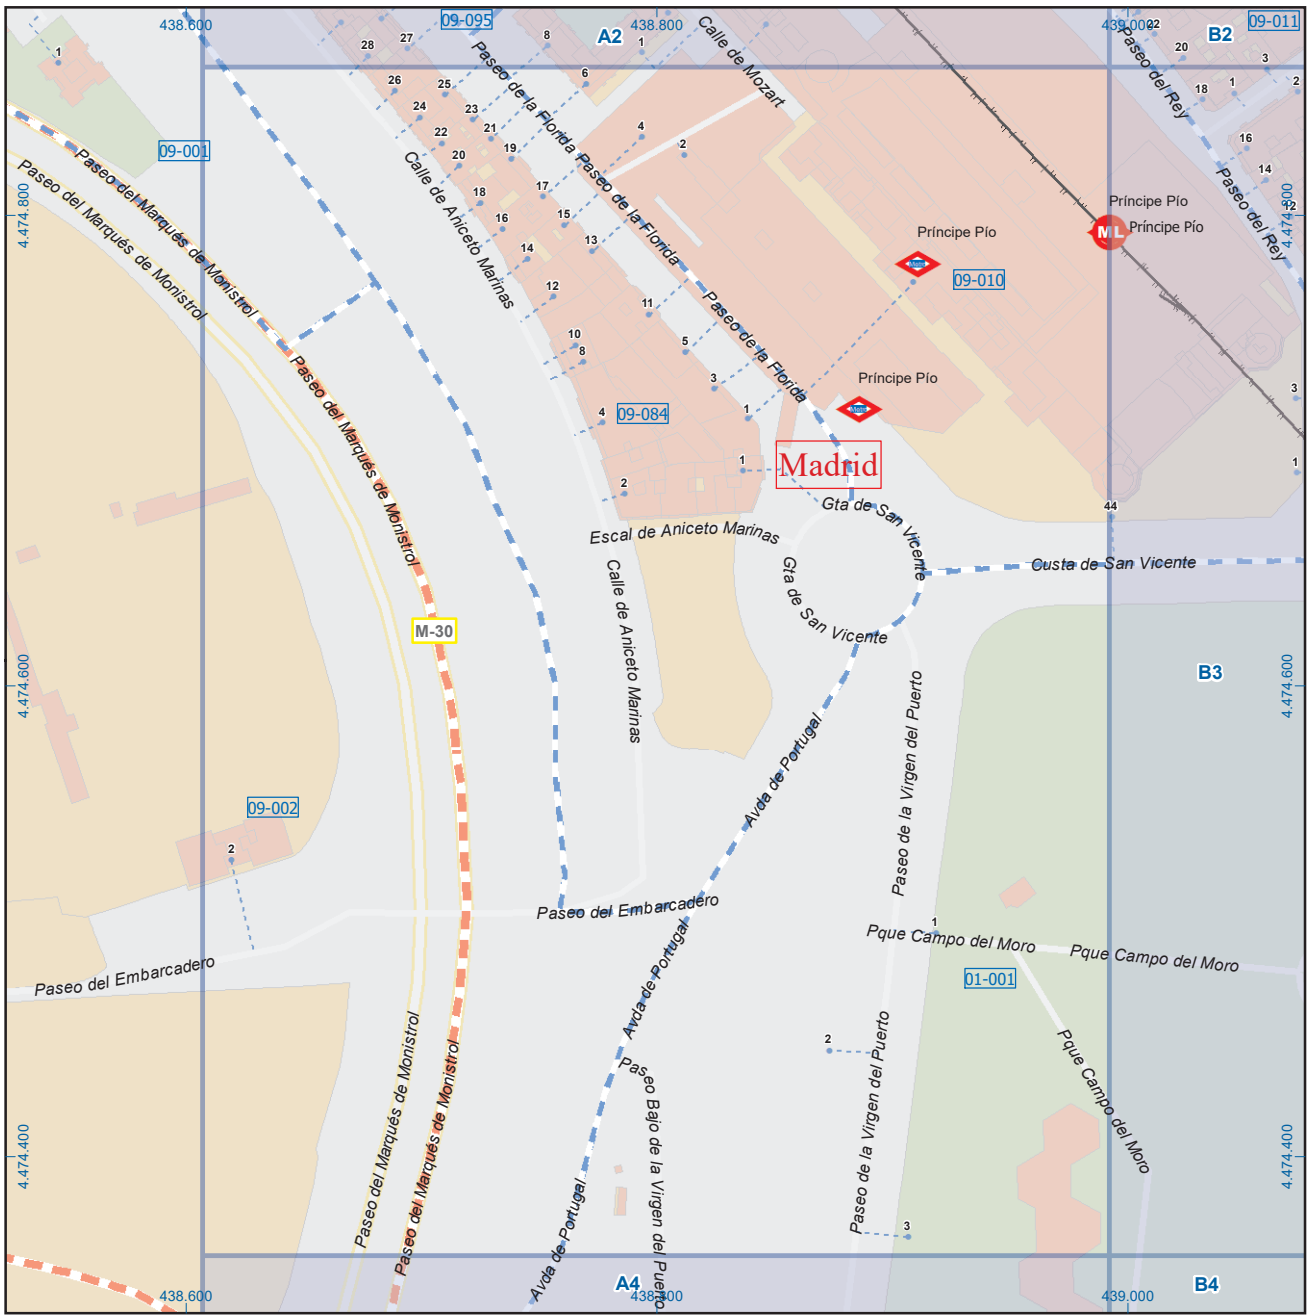 438.600
09-095
A2
438.800
439.000
B2
09-011
1
28
27
8
1
22
20
3
26
25
6
18
1
2
24
23
4
22
21
2
16
20
19
14
18
17
12
16
15
14
13
12
11
10
8
5
3
1
4
1
2
44
3
1
09-001
Paseo de la Florida
Paseo de la Florida
Paseo de la Florida
Calle de Mozart
Paseo del Rey
Paseo del Rey
Calle de Aniceto Marinas
Paseo del Marqués de Monistrol
Paseo del Marqués de Monistrol
4.474.800
4.474.800
Príncipe Pío
ML
Príncipe Pío
Príncipe Pío
Metro
09-010
Príncipe Pío
Metro
Paseo del Marqués de Monistrol
09-084
Madrid
Gta de San Vicente
Escal de Aniceto Marinas
Gta de San Vicente
Custa de San Vicente
Calle de Aniceto Marinas
M-30
4.474.600
4.474.600
B3
Paseo de la Virgen del Puerto
Avda de Portugal
09-002
2
Paseo del Embarcadero
1
Pque Campo del Moro
Pque Campo del Moro
Paseo del Embarcadero
01-001
Avda de Portugal
2
Paseo de la Virgen del Puerto
Pque Campo del Moro
Paseo del Marqués de Monistrol
Paseo del Marqués de Monistrol
Paseo Bajo de la Virgen del Puerto
4.474.400
4.474.400
Avda de Portugal
3
A4
B4
438.600
438.800
439.000